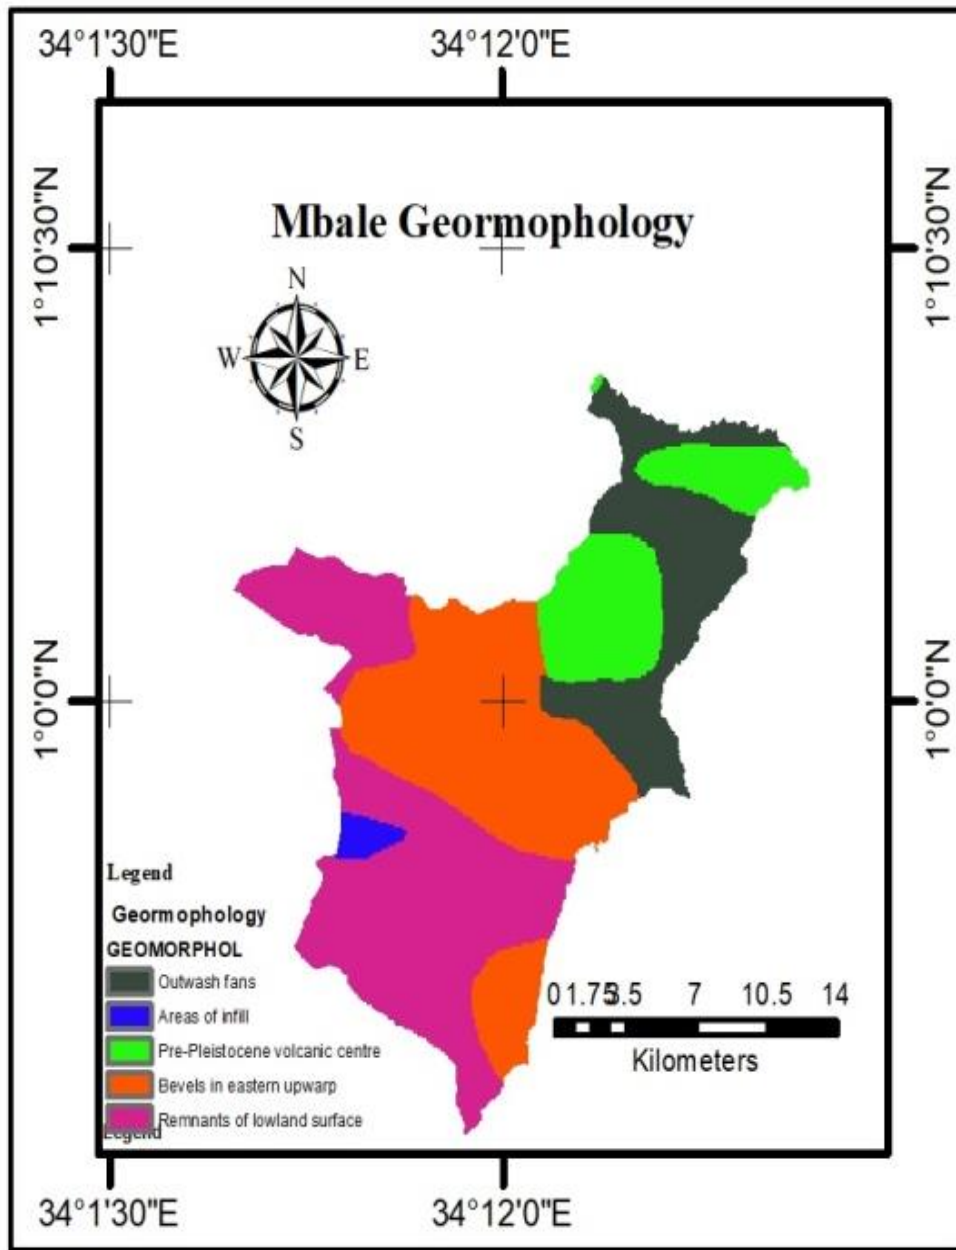 34°1'30"E 34°12'0"E
1°10'30"N 1°10'30"N
Mbale Geormophology
N
W E
S
1°0'0"N 1°0'0"N
Legend
Geormophology
GEOMORPHOL
Outwash fans
Areas of infill
Pre-Pleistocene volcanic centre
Bevels in eastern upwarp
Remnants of lowland surface
Legend
0 1.75 3.5 7 10.5 14
Kilometers
34°1'30"E 34°12'0"E